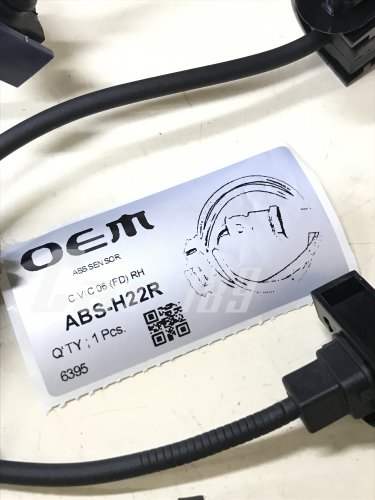 OEM
ABS SENSOR
CIVIC 06 (FD) RH
ABS-H22R
Q'TY : 1 Pcs.
6395